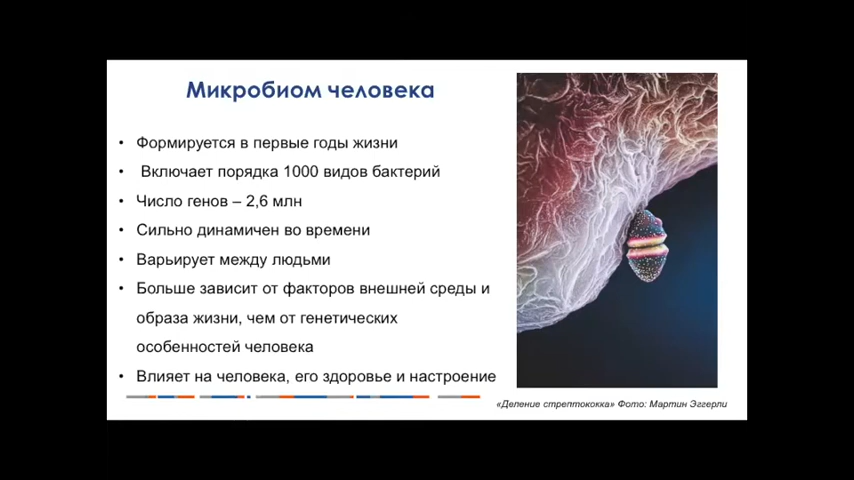 Микробиом человека
• Формируется в первые годы жизни
• Включает порядка 1000 видов бактерий
• Число генов – 2,6 млн
• Сильно динамичен во времени
• Варьирует между людьми
• Больше зависит от факторов внешней среды и
образа жизни, чем от генетических
особенностей человека
• Влияет на человека, его здоровье и настроение
«Деление стрептококка» Фото: Мартин Эггерли